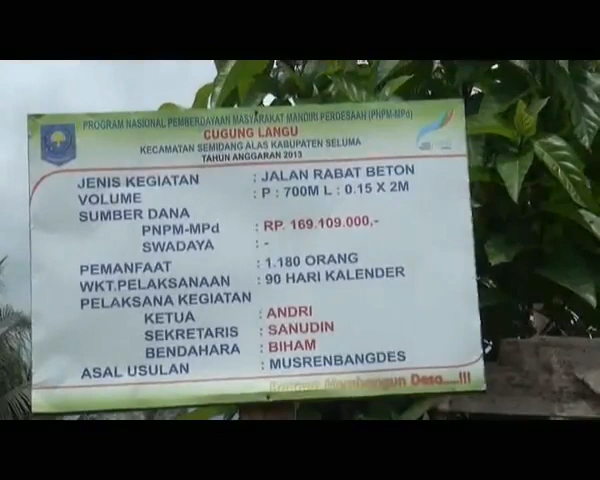 PROGRAM NASIONAL PEMBERDAYAAN MASYARAKAT MANDIRI PERDESAAN (PNPM-MPd)
CUGUNG LANGU
KECAMATAN SEMIDANG ALAS KABUPATEN SELUMA
TAHUN ANGGARAN 2013
JENIS KEGIATAN : JALAN RABAT BETON
VOLUME : P : 700M L : 0.15 X 2M
SUMBER DANA
PNPM-MPd : RP. 169.109.000,-
SWADAYA : -
PEMANFAAT : 1.180 ORANG
WKT.PELAKSANAAN : 90 HARI KALENDER
PELAKSANA KEGIATAN
KETUA : ANDRI
SEKRETARIS : SANUDIN
BENDAHARA : BIHAM
ASAL USULAN : MUSRENBANGDES
Membangun Desa.....!!!